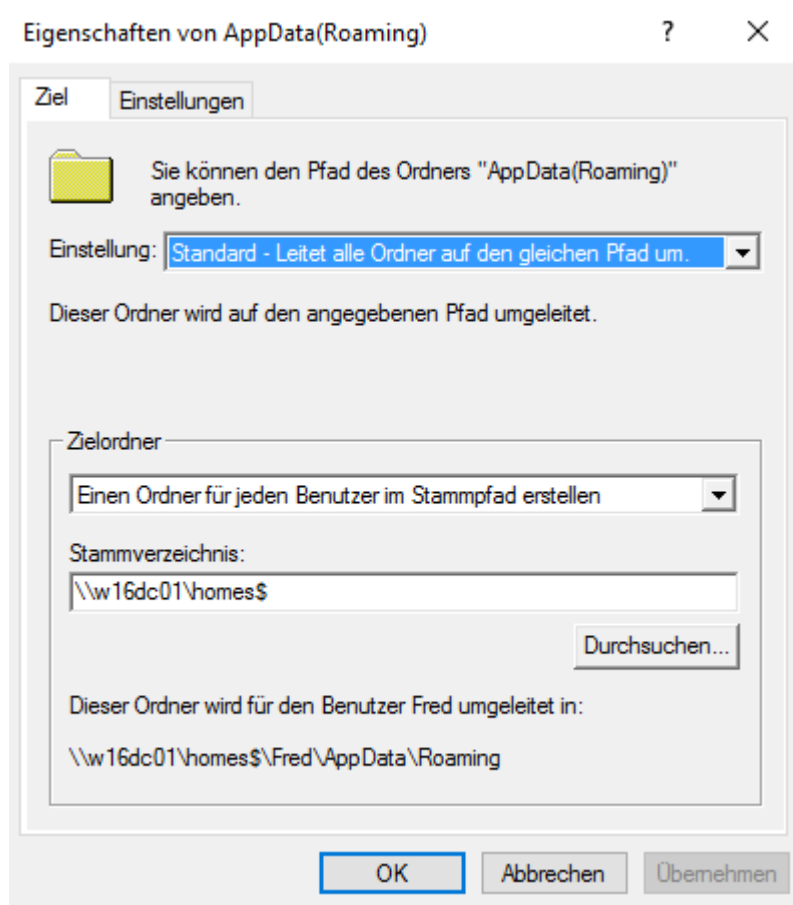 Eigenschaften von AppData(Roaming)
Ziel
Einstellungen
Sie können den Pfad des Ordners "AppData(Roaming)"
angeben.
Einstellung: Standard - Leitet alle Ordner auf den gleichen Pfad um.
Dieser Ordner wird auf den angegebenen Pfad umgeleitet.
Zielordner
Einen Ordner für jeden Benutzer im Stammpfad erstellen
Stammverzeichnis:
\\w16dc01\homes$
Durchsuchen...
Dieser Ordner wird für den Benutzer Fred umgeleitet in:
\\w16dc01\homes$\Fred\AppData\Roaming
OK
Abbrechen
Übernehmen